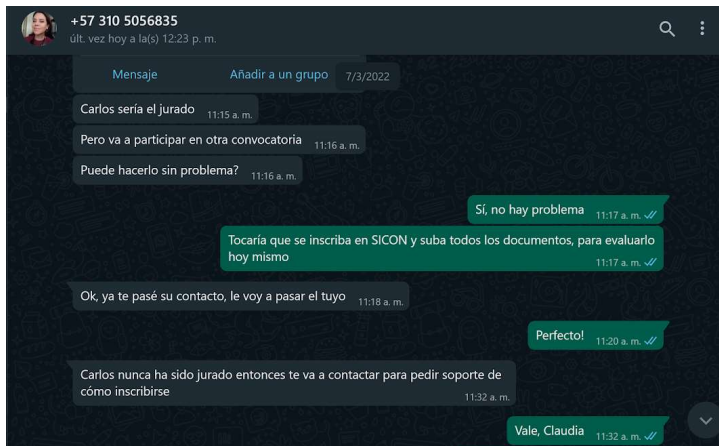 +57 310 5056835
últ. vez hoy a la(s) 12:23 p. m.
Mensaje
Añadir a un grupo
7/3/2022
Carlos sería el jurado 11:15 a. m.
Pero va a participar en otra convocatoria 11:16 a. m.
Puede hacerlo sin problema? 11:16 a. m.
Sí, no hay problema 11:17 a. m.
Tocaría que se inscriba en SICON y suba todos los documentos, para evaluarlo
hoy mismo
11:17 a. m.
Ok, ya te pasé su contacto, le voy a pasar el tuyo 11:18 a. m.
Perfecto! 11:20 a. m.
Carlos nunca ha sido jurado entonces te va a contactar para pedir soporte de
cómo inscribirse
11:32 a. m.
Vale, Claudia 11:32 a. m.